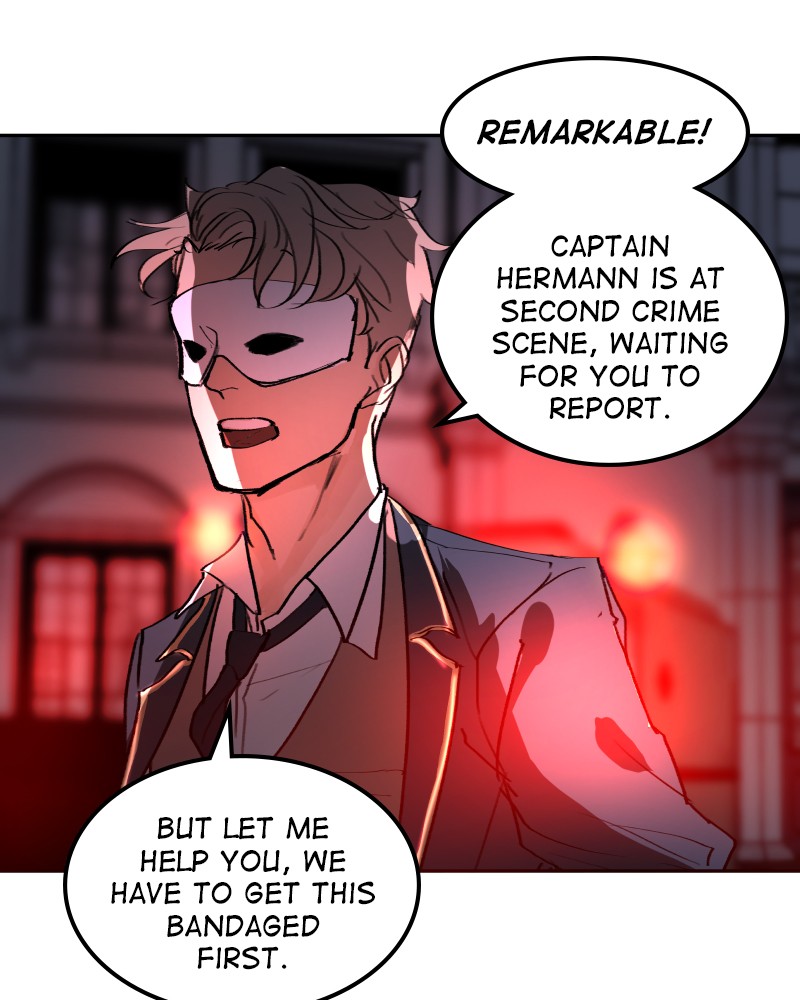 REMARKABLE!
CAPTAIN
HERMANN IS AT
SECOND CRIME
SCENE, WAITING
FOR YOU TO
REPORT.
BUT LET ME
HELP YOU, WE
HAVE TO GET THIS
BANDAGED
FIRST.